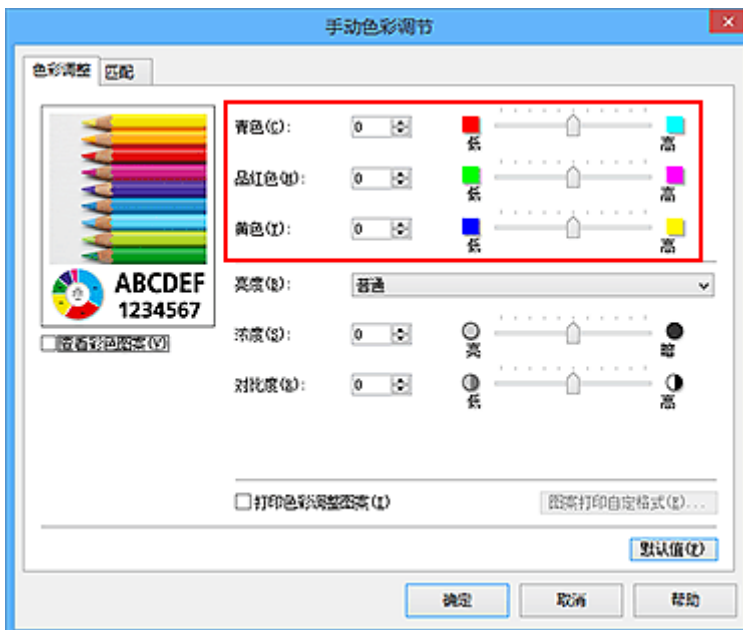 手动色彩调节
色彩调整 匹配
青色(C): 0 低 高
品红色(M): 0 低 高
黄色(Y): 0 低 高
ABCDEF
1234567
查看彩色图案(V)
亮度(B): 普通
浓度(S): 0 亮 暗
对比度(R): 0 低 高
打印色彩调整图案(I) 图案打印自定格式(E)...
默认值(F)
确定 取消 帮助